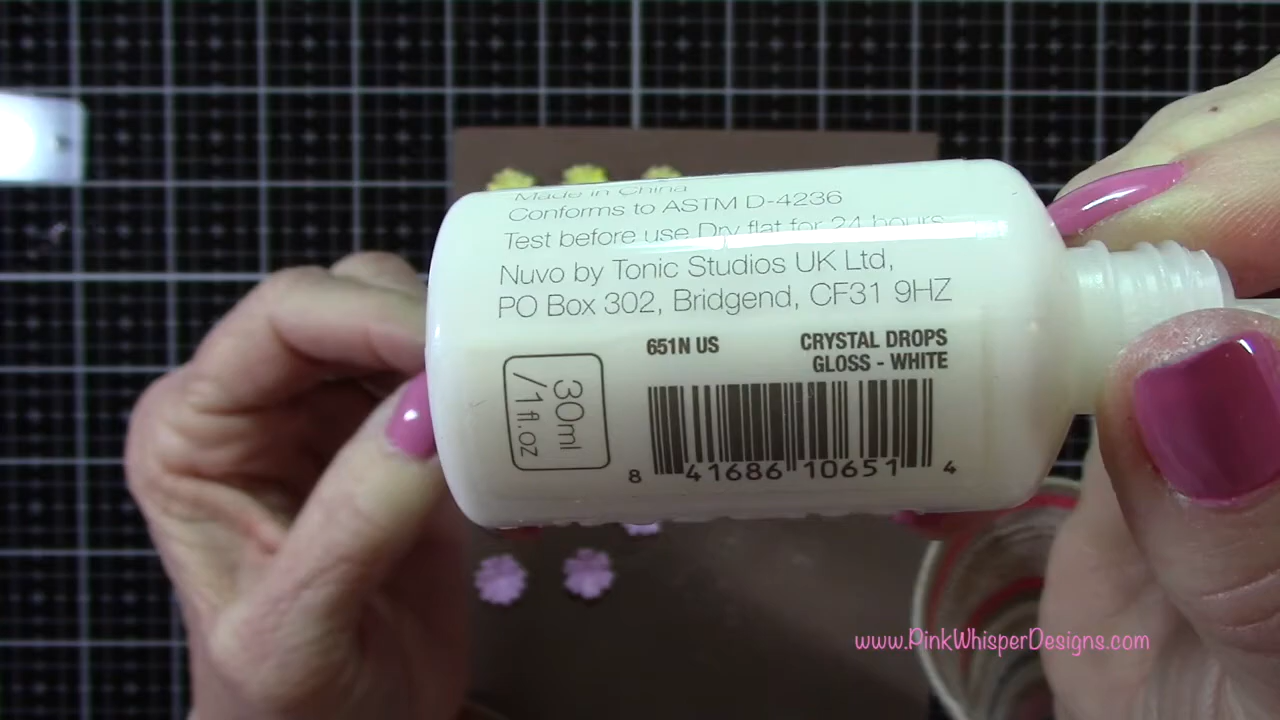 Made in China
Conforms to ASTM D-4236
Test before use Dry flat for 24 hours
Nuvo by Tonic Studios UK Ltd,
PO Box 302, Bridgend, CF31 9HZ
651N US
CRYSTAL DROPS
GLOSS - WHITE
30ml
/1fl.oz
8 41686 10651 4
www.PinkWhisperDesigns.com